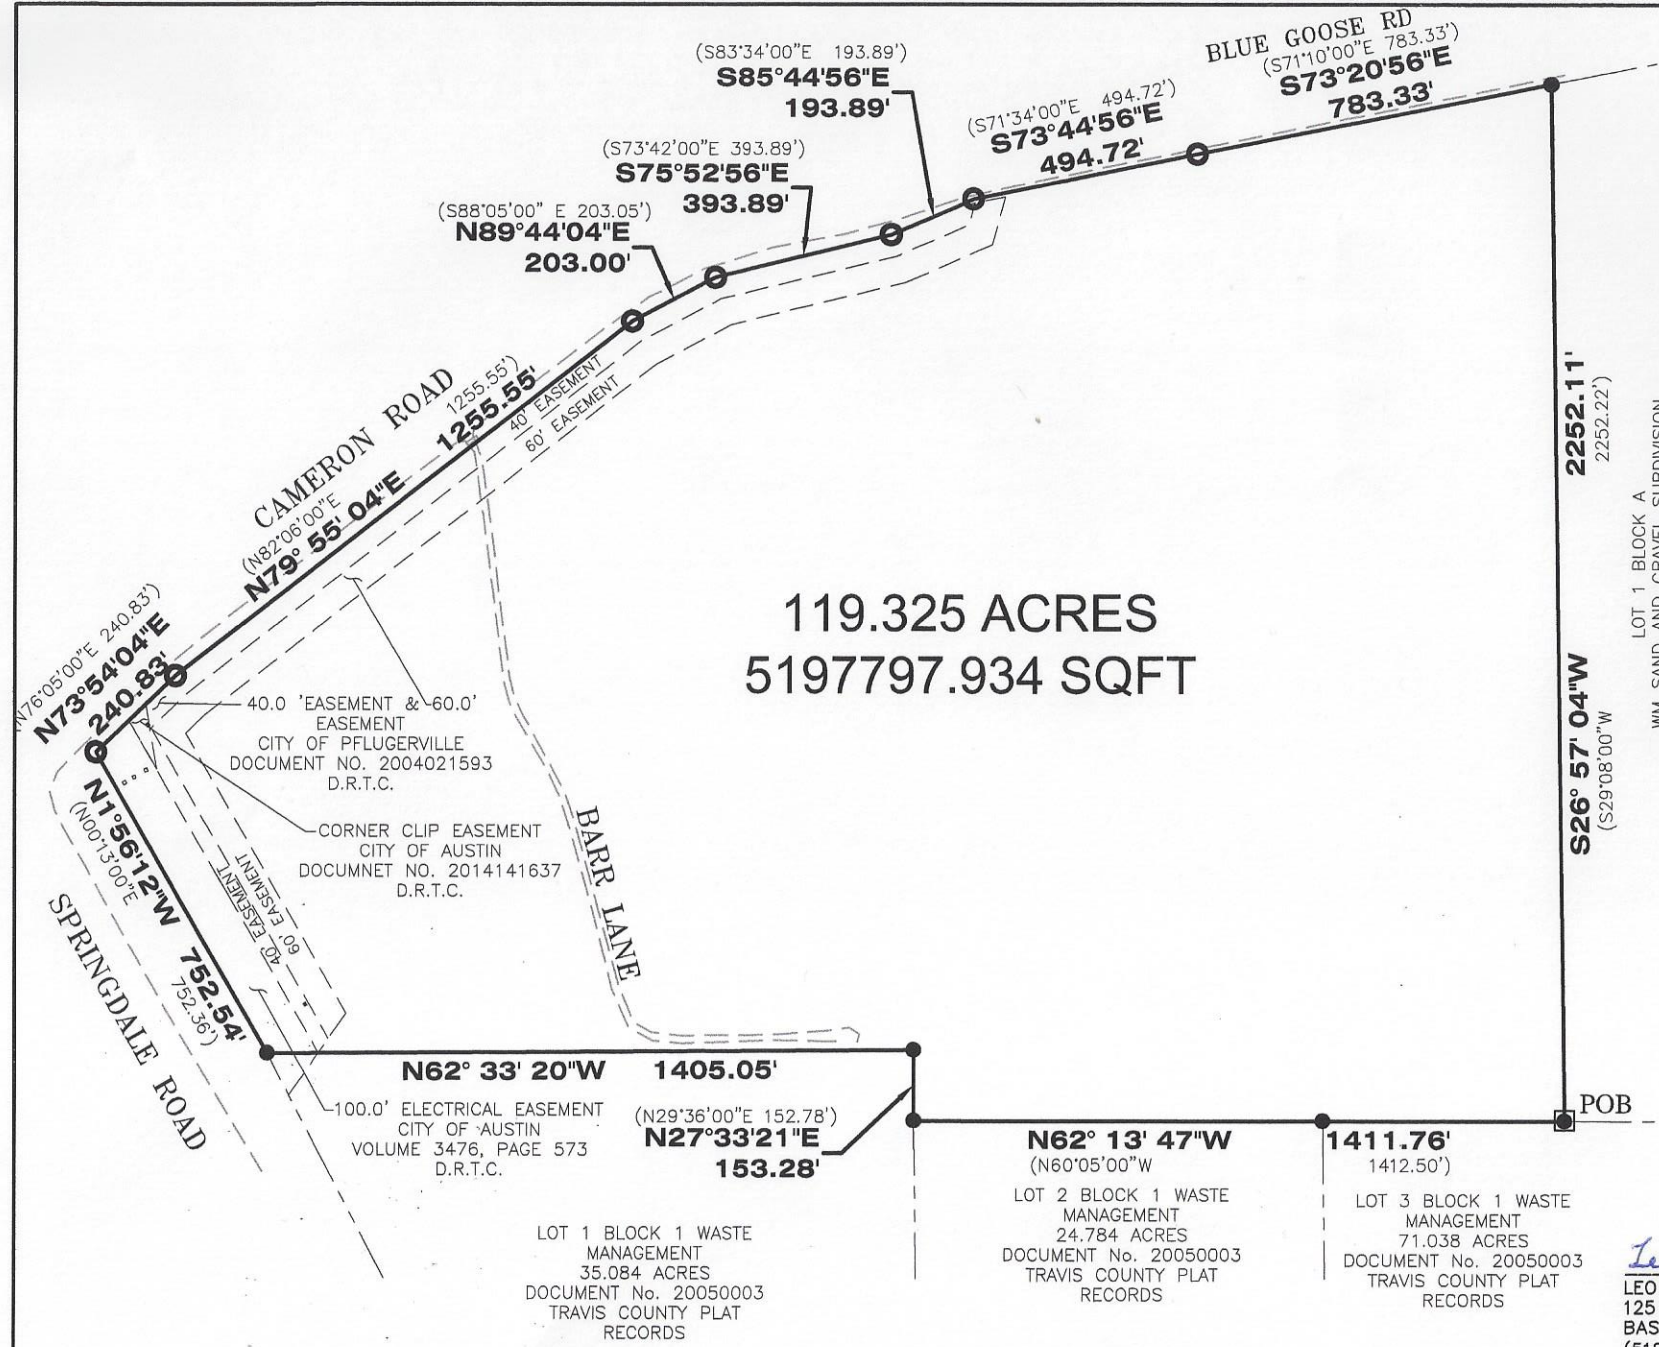 BLUE GOOSE RD
(S71°10'00"E 783.33')
S73°20'56"E
783.33'
(S83°34'00"E 193.89')
S85°44'56"E
193.89'
(S71°34'00"E 494.72')
S73°44'56"E
494.72'
(S73°42'00"E 393.89')
S75°52'56"E
393.89'
(S88°05'00" E 203.05')
N89°44'04"E
203.00'
CAMERON ROAD
(N82°06'00"E 1255.55')
N79° 55' 04"E 1255.55'
40' EASEMENT
60' EASEMENT
2252.11'
2252.22')
S26° 57' 04"W
(S29°08'00"W
LOT 1 BLOCK A
WM SAND AND GRAVEL SUBDIVISION
119.325 ACRES
5197797.934 SQFT
N76°05'00"E 240.83')
N73°54'04"E
240.83'
40.0 'EASEMENT & 60.0'
EASEMENT
CITY OF PFLUGERVILLE
DOCUMENT NO. 2004021593
D.R.T.C.
CORNER CLIP EASEMENT
CITY OF AUSTIN
DOCUMNET NO. 2014141637
D.R.T.C.
N1°56'12"W 752.54'
(N00°13'00"E 752.36')
40' EASEMENT
60' EASEMENT
BARR LANE
SPRINGDALE ROAD
N62° 33' 20"W 1405.05'
100.0' ELECTRICAL EASEMENT
CITY OF AUSTIN
VOLUME 3476, PAGE 573
D.R.T.C.
(N29°36'00"E 152.78')
N27°33'21"E
153.28'
POB
N62° 13' 47"W 1411.76'
(N60°05'00"W 1412.50')
LOT 1 BLOCK 1 WASTE
MANAGEMENT
35.084 ACRES
DOCUMENT No. 20050003
TRAVIS COUNTY PLAT
RECORDS
LOT 2 BLOCK 1 WASTE
MANAGEMENT
24.784 ACRES
DOCUMENT No. 20050003
TRAVIS COUNTY PLAT
RECORDS
LOT 3 BLOCK 1 WASTE
MANAGEMENT
71.038 ACRES
DOCUMENT No. 20050003
TRAVIS COUNTY PLAT
RECORDS
Le
LEO
125
BAS